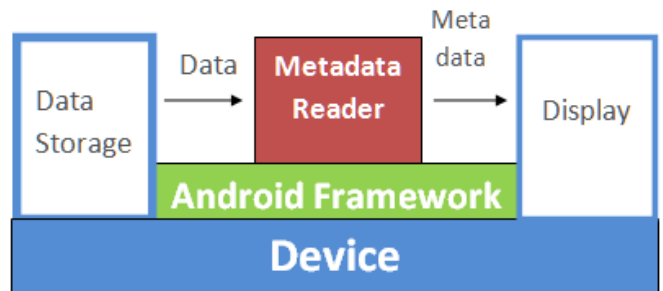 Data
Storage
Data
Metadata
Reader
Meta
data
Display
Android Framework
Device